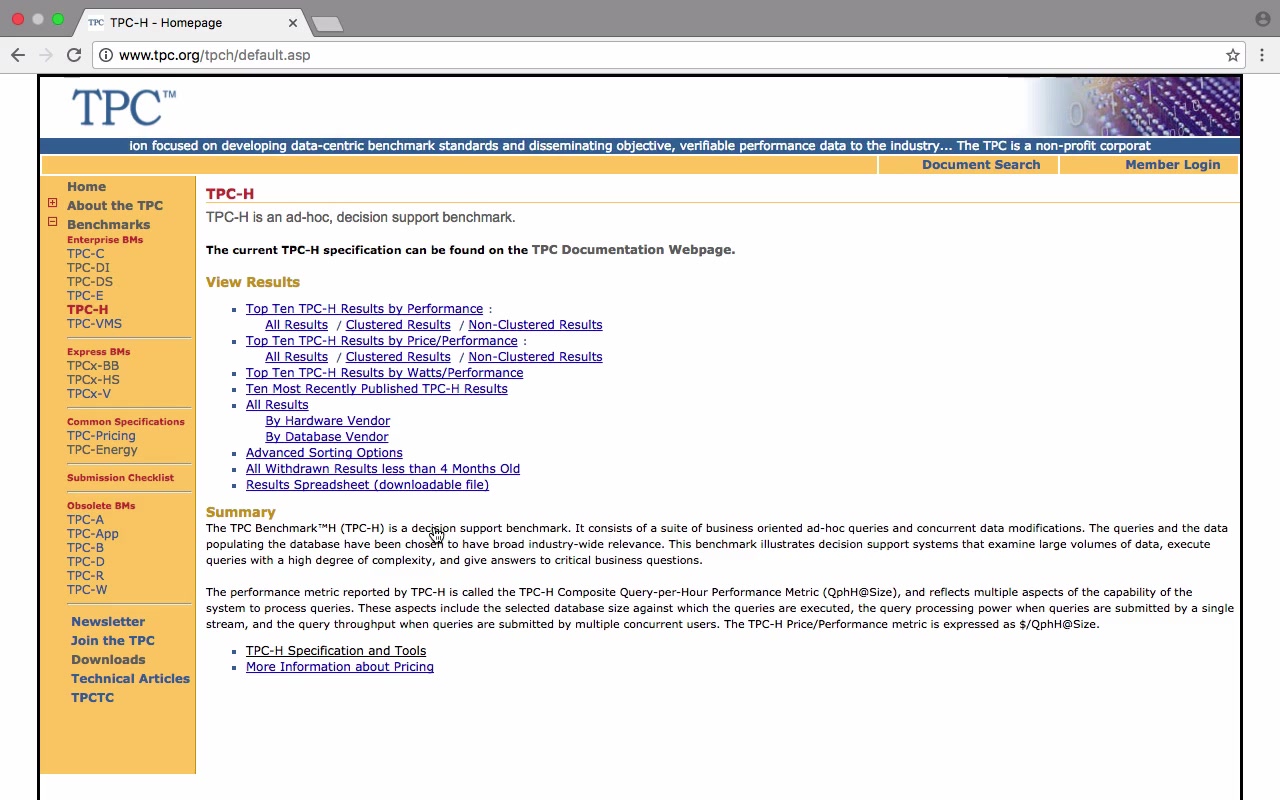 TPC TPC-H - Homepage
www.tpc.org/tpch/default.asp
TPC™
ion focused on developing data-centric benchmark standards and disseminating objective, verifiable performance data to the industry... The TPC is a non-profit corporat
Document Search Member Login
Home
About the TPC
Benchmarks
Enterprise BMs
TPC-C
TPC-DI
TPC-DS
TPC-E
TPC-H
TPC-VMS
Express BMs
TPCx-BB
TPCx-HS
TPCx-V
Common Specifications
TPC-Pricing
TPC-Energy
Submission Checklist
Obsolete BMs
TPC-A
TPC-App
TPC-B
TPC-D
TPC-R
TPC-W
Newsletter
Join the TPC
Downloads
Technical Articles
TPCTC
TPC-H
TPC-H is an ad-hoc, decision support benchmark.
The current TPC-H specification can be found on the TPC Documentation Webpage.
View Results
Top Ten TPC-H Results by Performance :
All Results / Clustered Results / Non-Clustered Results
Top Ten TPC-H Results by Price/Performance :
All Results / Clustered Results / Non-Clustered Results
Top Ten TPC-H Results by Watts/Performance
Ten Most Recently Published TPC-H Results
All Results
By Hardware Vendor
By Database Vendor
Advanced Sorting Options
All Withdrawn Results less than 4 Months Old
Results Spreadsheet (downloadable file)
Summary
The TPC Benchmark™H (TPC-H) is a decision support benchmark. It consists of a suite of business oriented ad-hoc queries and concurrent data modifications. The queries and the data
populating the database have been chosen to have broad industry-wide relevance. This benchmark illustrates decision support systems that examine large volumes of data, execute
queries with a high degree of complexity, and give answers to critical business questions.
The performance metric reported by TPC-H is called the TPC-H Composite Query-per-Hour Performance Metric (QphH@Size), and reflects multiple aspects of the capability of the
system to process queries. These aspects include the selected database size against which the queries are executed, the query processing power when queries are submitted by a single
stream, and the query throughput when queries are submitted by multiple concurrent users. The TPC-H Price/Performance metric is expressed as $/QphH@Size.
TPC-H Specification and Tools
More Information about Pricing